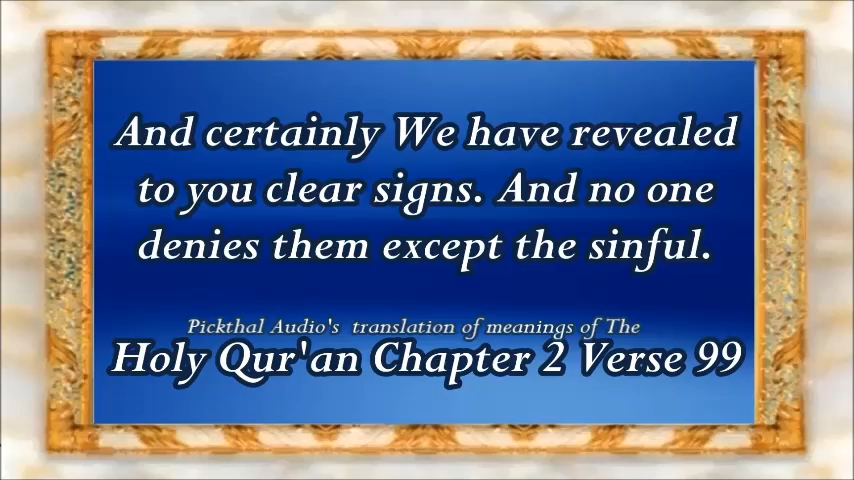 And certainly We have revealed
to you clear signs. And no one
denies them except the sinful.
Pickthal Audio's translation of meanings of The
Holy Qur'an Chapter 2 Verse 99